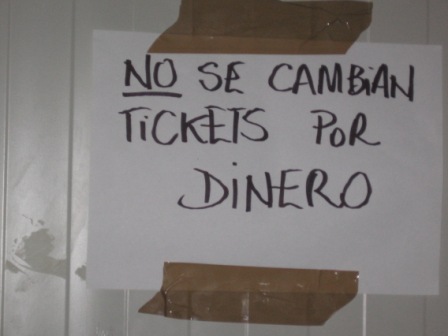 NO SE CAMBiAN
TiCKETS POR
DiNERO